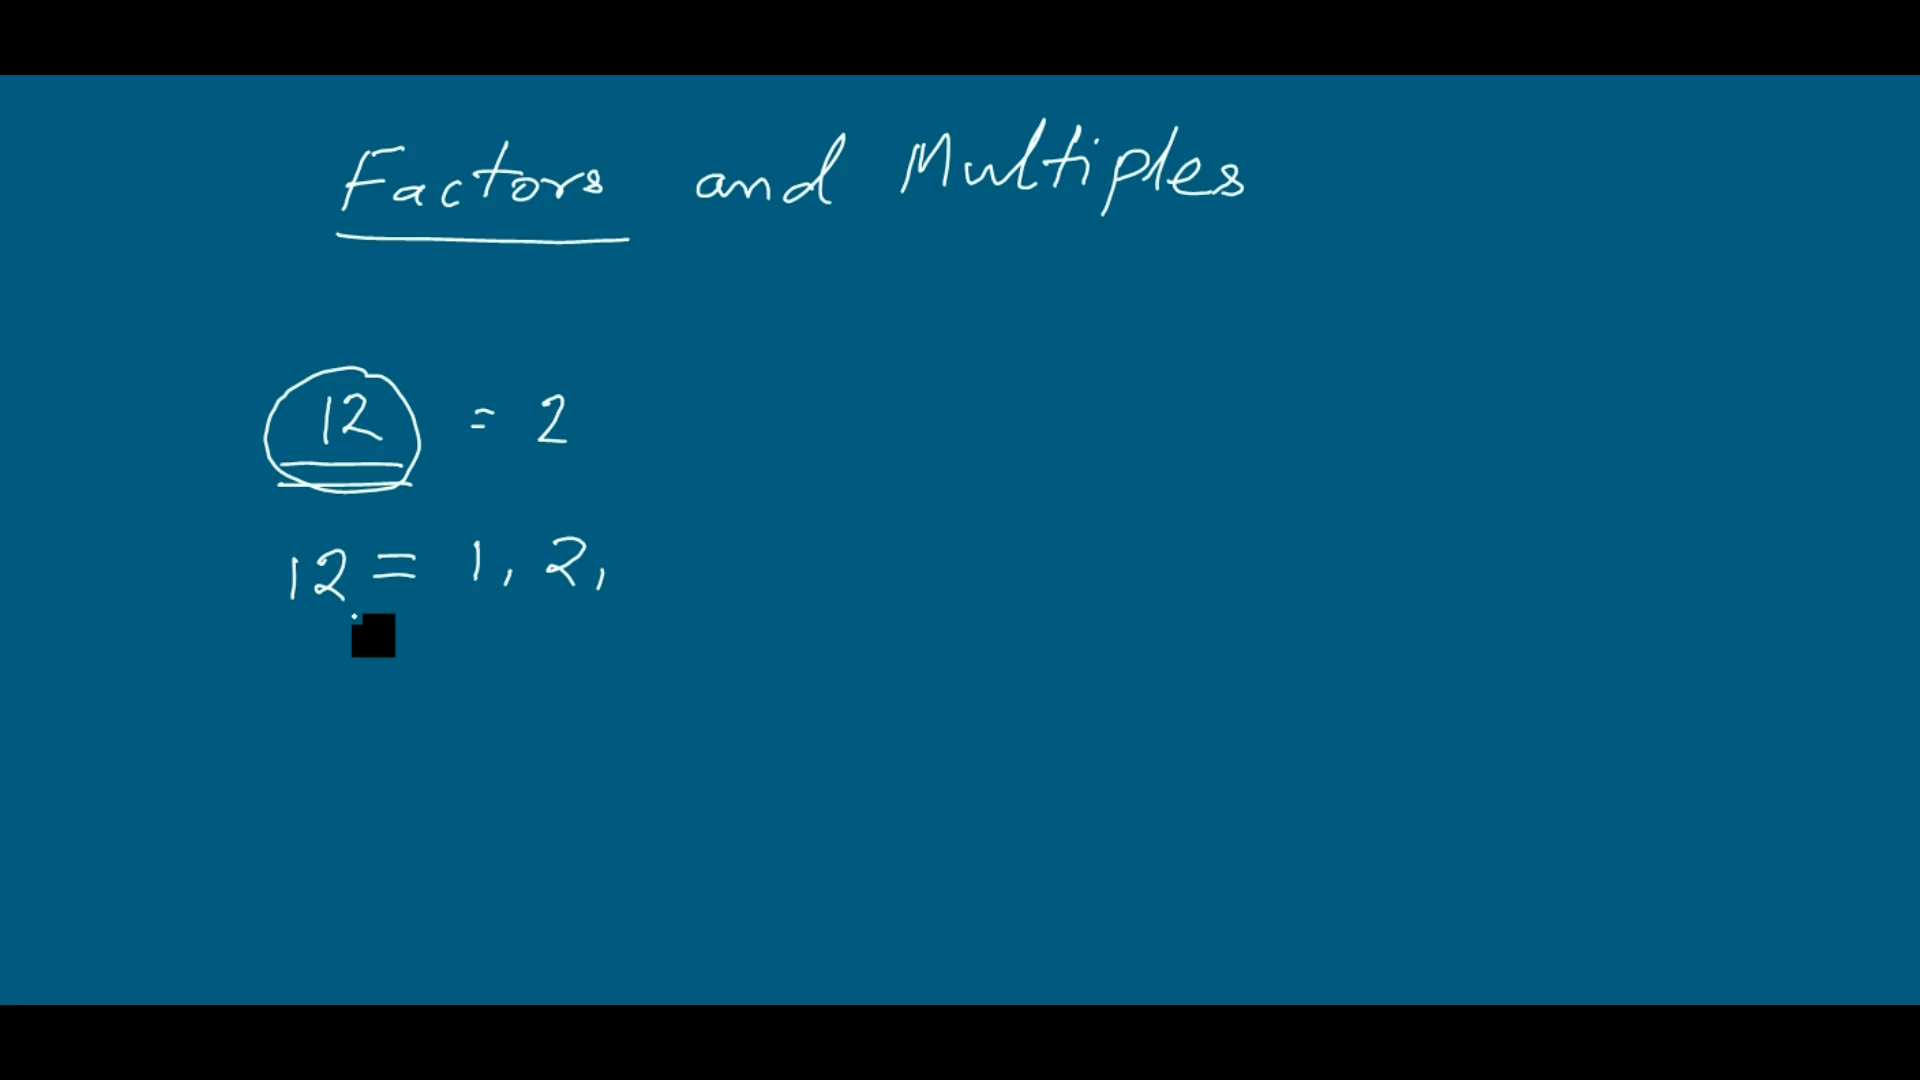 Factors and Multiples
12 = 2
12 = 1, 2,